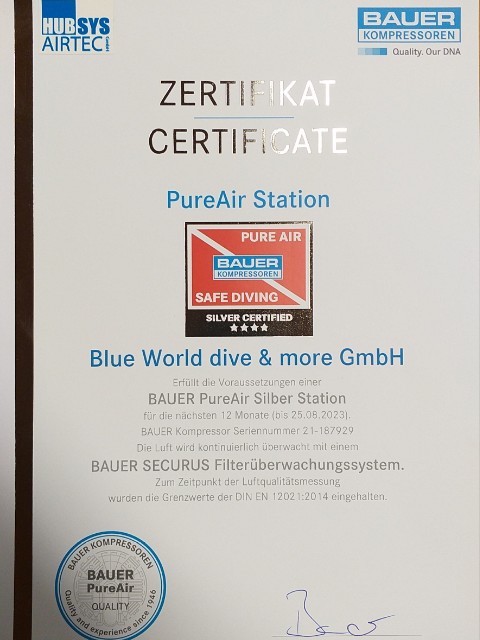 HUBSYS
AIRTEC GmbH
BAUER
KOMPRESSOREN
Quality. Our DNA
ZERTIFIKAT
CERTIFICATE
PureAir Station
PURE AIR
BAUER
KOMPRESSOREN
SAFE DIVING
SILVER CERTIFIED
Blue World dive & more GmbH
Erfüllt die Voraussetzungen einer
BAUER PureAir Silber Station
für die nächsten 12 Monate (bis 25.08.2023).
BAUER Kompressor Seriennummer 21-187929
Die Luft wird kontinuierlich überwacht mit einem
BAUER SECURUS Filterüberwachungssystem.
Zum Zeitpunkt der Luftqualitätsmessung
wurden die Grenzwerte der DIN EN 12021:2014 eingehalten.
BAUER KOMPRESSOREN
BAUER
PureAir
QUALITY
Quality and experience since 1946